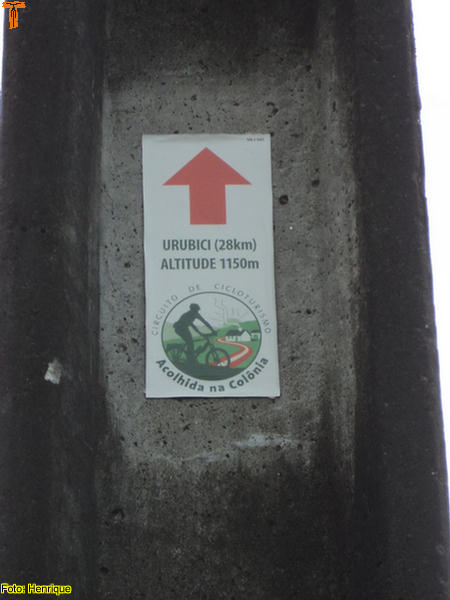 URUBICI (28km)
ALTITUDE 1150m
CIRCUITO DE CICLOTURISMO
Acolhida na Colônia
Foto: Henrique